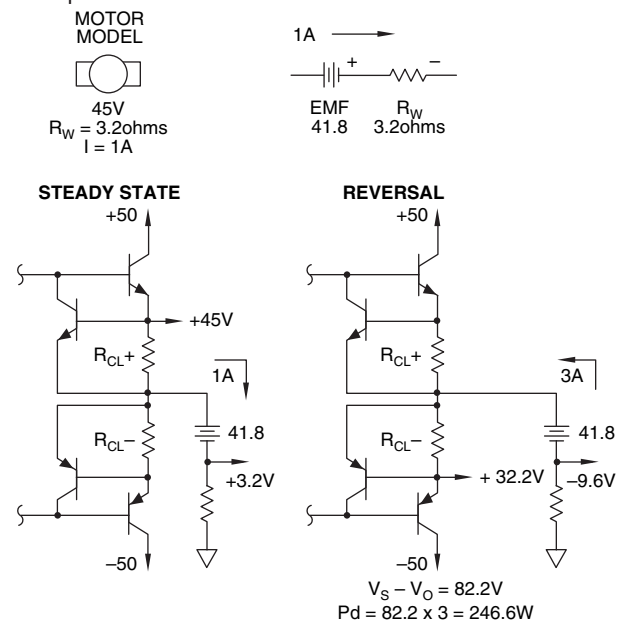 MOTOR
MODEL
45V
R_W = 3.2ohms
I = 1A
1A
+ –
EMF R_W
41.8 3.2ohms
STEADY STATE
+50
+45V
R_CL+
1A
41.8
R_CL–
+3.2V
–50
REVERSAL
+50
R_CL+
3A
41.8
R_CL–
+ 32.2V
–9.6V
–50
V_S – V_O = 82.2V
Pd = 82.2 x 3 = 246.6W